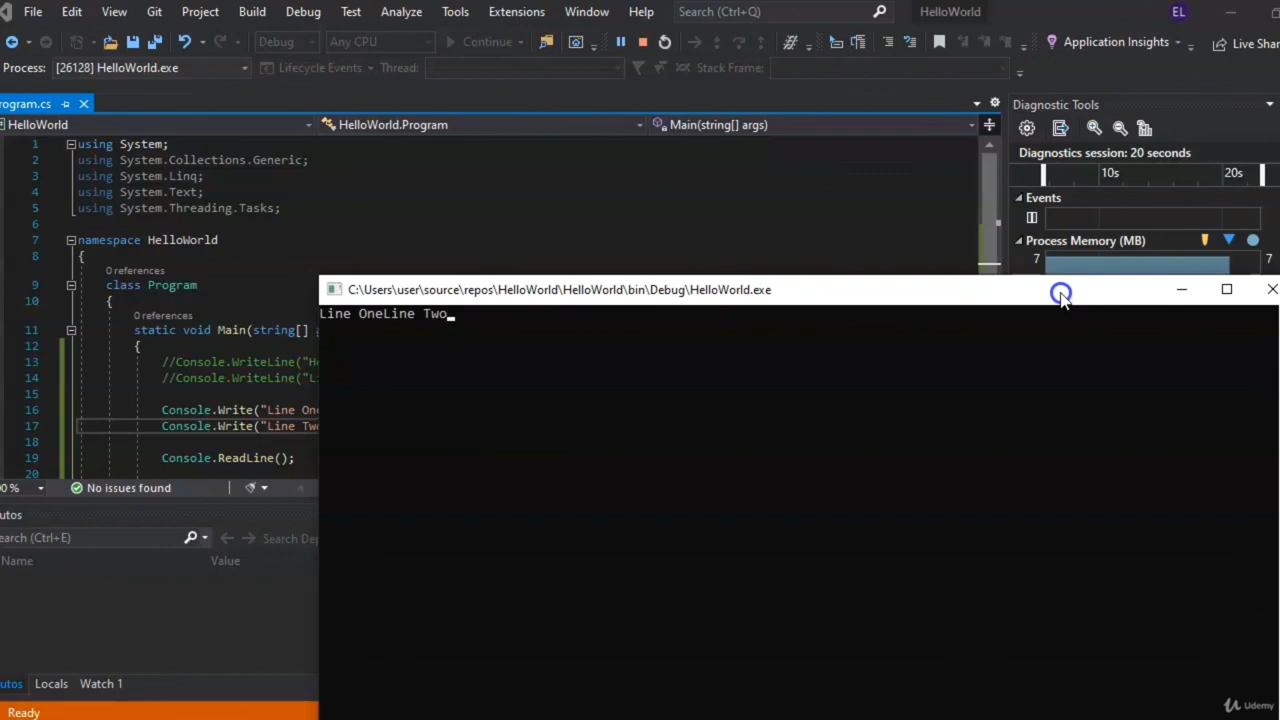 File Edit View Git Project Build Debug Test Analyze Tools Extensions Window Help Search (Ctrl+Q) HelloWorld EL
Debug Any CPU Continue Application Insights Live Shar
Process: [26128] HelloWorld.exe Lifecycle Events Thread: Stack Frame:
rogram.cs
HelloWorld HelloWorld.Program Main(string[] args)
1 using System;
2 using System.Collections.Generic;
3 using System.Linq;
4 using System.Text;
5 using System.Threading.Tasks;
6
7 namespace HelloWorld
8 {
0 references
9 class Program
10 {
0 references
11 static void Main(string[]
12 {
13 //Console.WriteLine("H
14 //Console.WriteLine("L
15
16 Console.Write("Line On
17 Console.Write("Line Tw
18
19 Console.ReadLine();
20
0 % No issues found
utos
earch (Ctrl+E) Search De
Name Value
utos Locals Watch 1
Ready
Diagnostic Tools
Diagnostics session: 20 seconds
10s 20s
Events
Process Memory (MB)
7 7
C:\Users\user\source\repos\HelloWorld\HelloWorld\bin\Debug\HelloWorld.exe
Line OneLine Two
Udemy